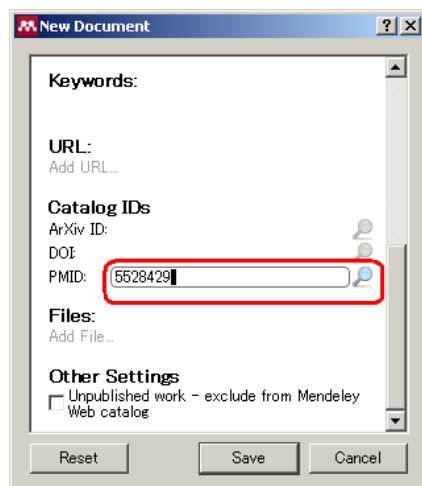 New Document
Keywords:
URL:
Add URL...
Catalog IDs
ArXiv ID:
DOI:
PMID: 5528429
Files:
Add File...
Other Settings
Unpublished work - exclude from Mendeley
Web catalog
Reset Save Cancel